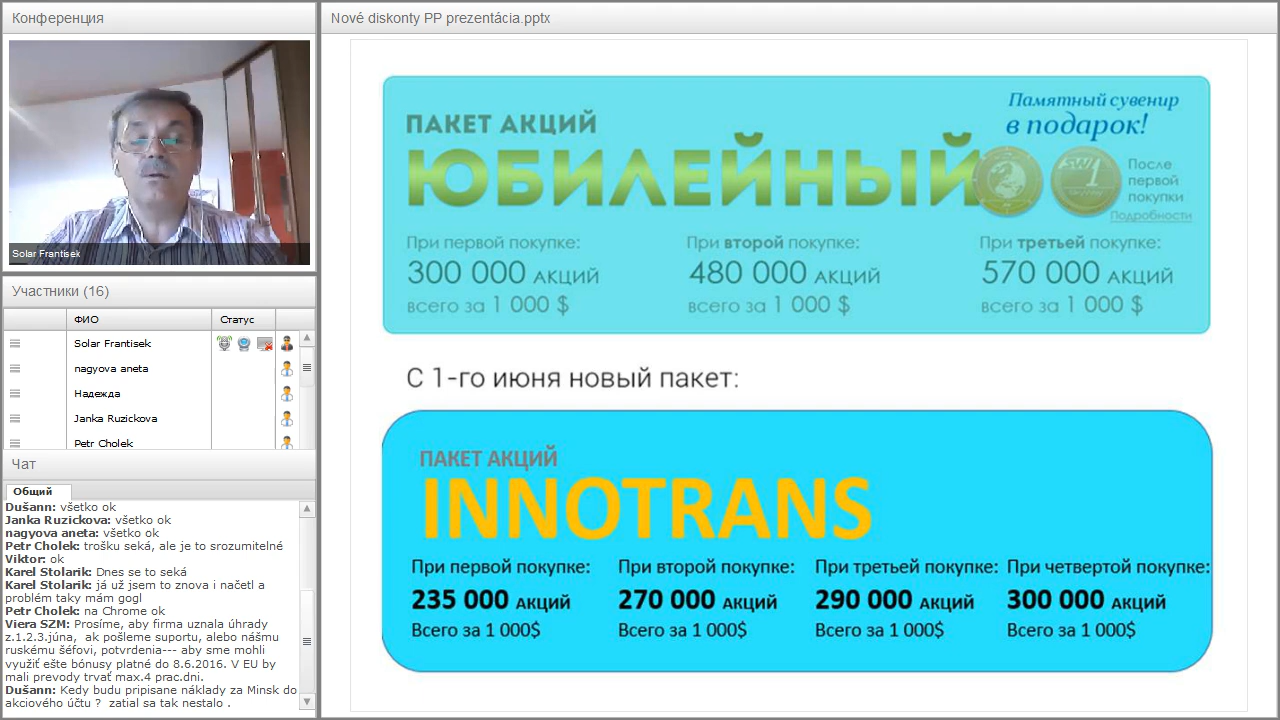 Конференция
Solar Frantisek
Участники (16)
ФИО
Статус
Solar Frantisek
nagyova aneta
Надежда
Janka Ruzickova
Petr Cholek
Чат
Общий
Dušann: všetko ok
Janka Ruzickova: všetko ok
nagyova aneta: všetko ok
Petr Cholek: trošku seká, ale je to srozumitelné
Viktor: ok
Karel Stolarik: Dnes se to seká
Karel Stolarik: já už jsem to znova i načetl a
problém taky mám gogl
Petr Cholek: na Chrome ok
Viera SZM: Prosíme, aby firma uznala úhrady
z.1.2.3.júna, ak pošleme suportu, alebo nášmu
ruskému šéfovi, potvrdenia--- aby sme mohli
využiť ešte bónusy platné do 8.6.2016. V EU by
mali prevody trvať max.4 prac.dni.
Dušann: Kedy budu pripisane náklady za Minsk do
akciového účtu ? zatial sa tak nestalo .
Nové diskonty PP prezentácia.pptx
Памятный сувенир
в подарок!
ПАКЕТ АКЦИЙ
ЮБИЛЕЙНЫЙ
SW1
После
первой
покупки
Подробности
При первой покупке:
300 000 АКЦИЙ
всего за 1 000 $
При второй покупке:
480 000 АКЦИЙ
всего за 1 000 $
При третьей покупке:
570 000 АКЦИЙ
всего за 1 000 $
С 1-го июня новый пакет:
ПАКЕТ АКЦИЙ
INNOTRANS
При первой покупке:
235 000 АКЦИЙ
Всего за 1 000$
При второй покупке:
270 000 АКЦИЙ
Всего за 1 000$
При третьей покупке:
290 000 АКЦИЙ
Всего за 1 000$
При четвертой покупке:
300 000 АКЦИЙ
Всего за 1 000$